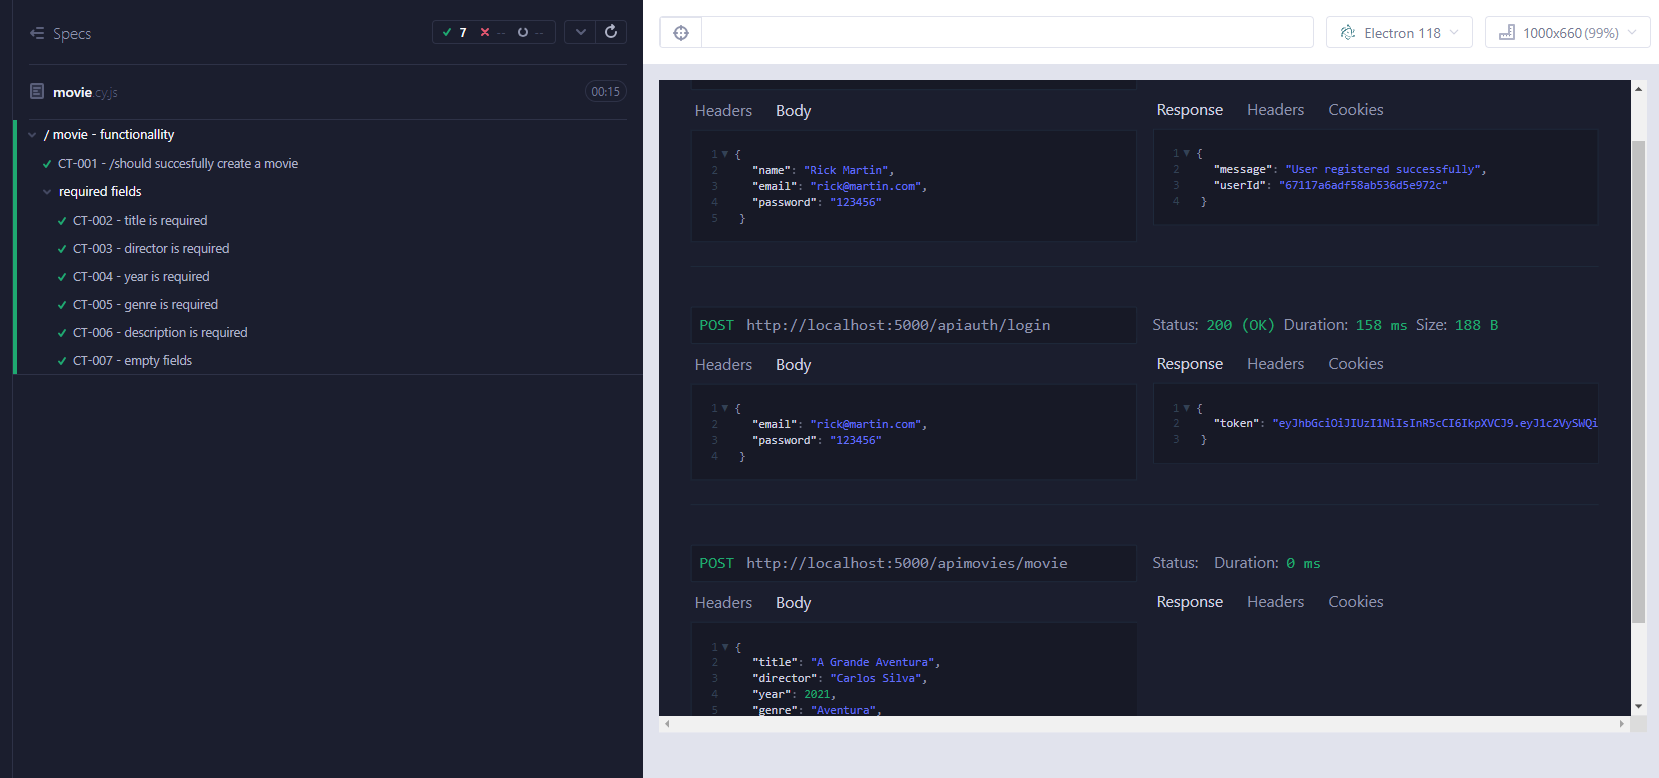 Specs
7 -- --
movie.cy.js
00:15
/ movie - functionallity
CT-001 - /should succesfully create a movie
required fields
CT-002 - title is required
CT-003 - director is required
CT-004 - year is required
CT-005 - genre is required
CT-006 - description is required
CT-007 - empty fields
Electron 118
1000x660 (99%)
Headers Body
1 {
2 "name": "Rick Martin",
3 "email": "rick@martin.com",
4 "password": "123456"
5 }
Response Headers Cookies
1 {
2 "message": "User registered successfully",
3 "userId": "67117a6adf58ab536d5e972c"
4 }
POST http://localhost:5000/apiauth/login
Status: 200 (OK) Duration: 158 ms Size: 188 B
Headers Body
1 {
2 "email": "rick@martin.com",
3 "password": "123456"
4 }
Response Headers Cookies
1 {
2 "token": "eyJhbGciOiJIUzI1NiIsInR5cCI6IkpXVCJ9.eyJ1c2VySWQi
3 }
POST http://localhost:5000/apimovies/movie
Status: Duration: 0 ms
Headers Body
1 {
2 "title": "A Grande Aventura",
3 "director": "Carlos Silva",
4 "year": 2021,
5 "genre": "Aventura",
Response Headers Cookies